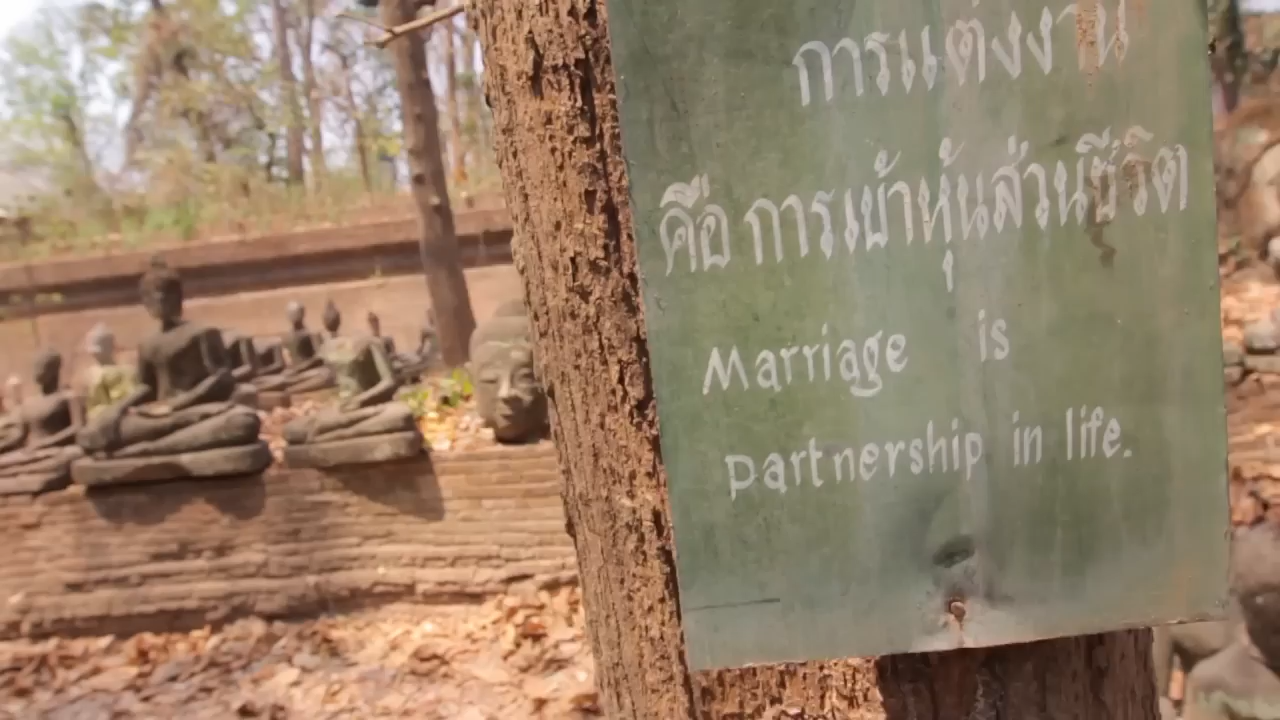 การแต่งงาน
คือ การเข้าหุ้นส่วนชีวิต
Marriage is
partnership in life.